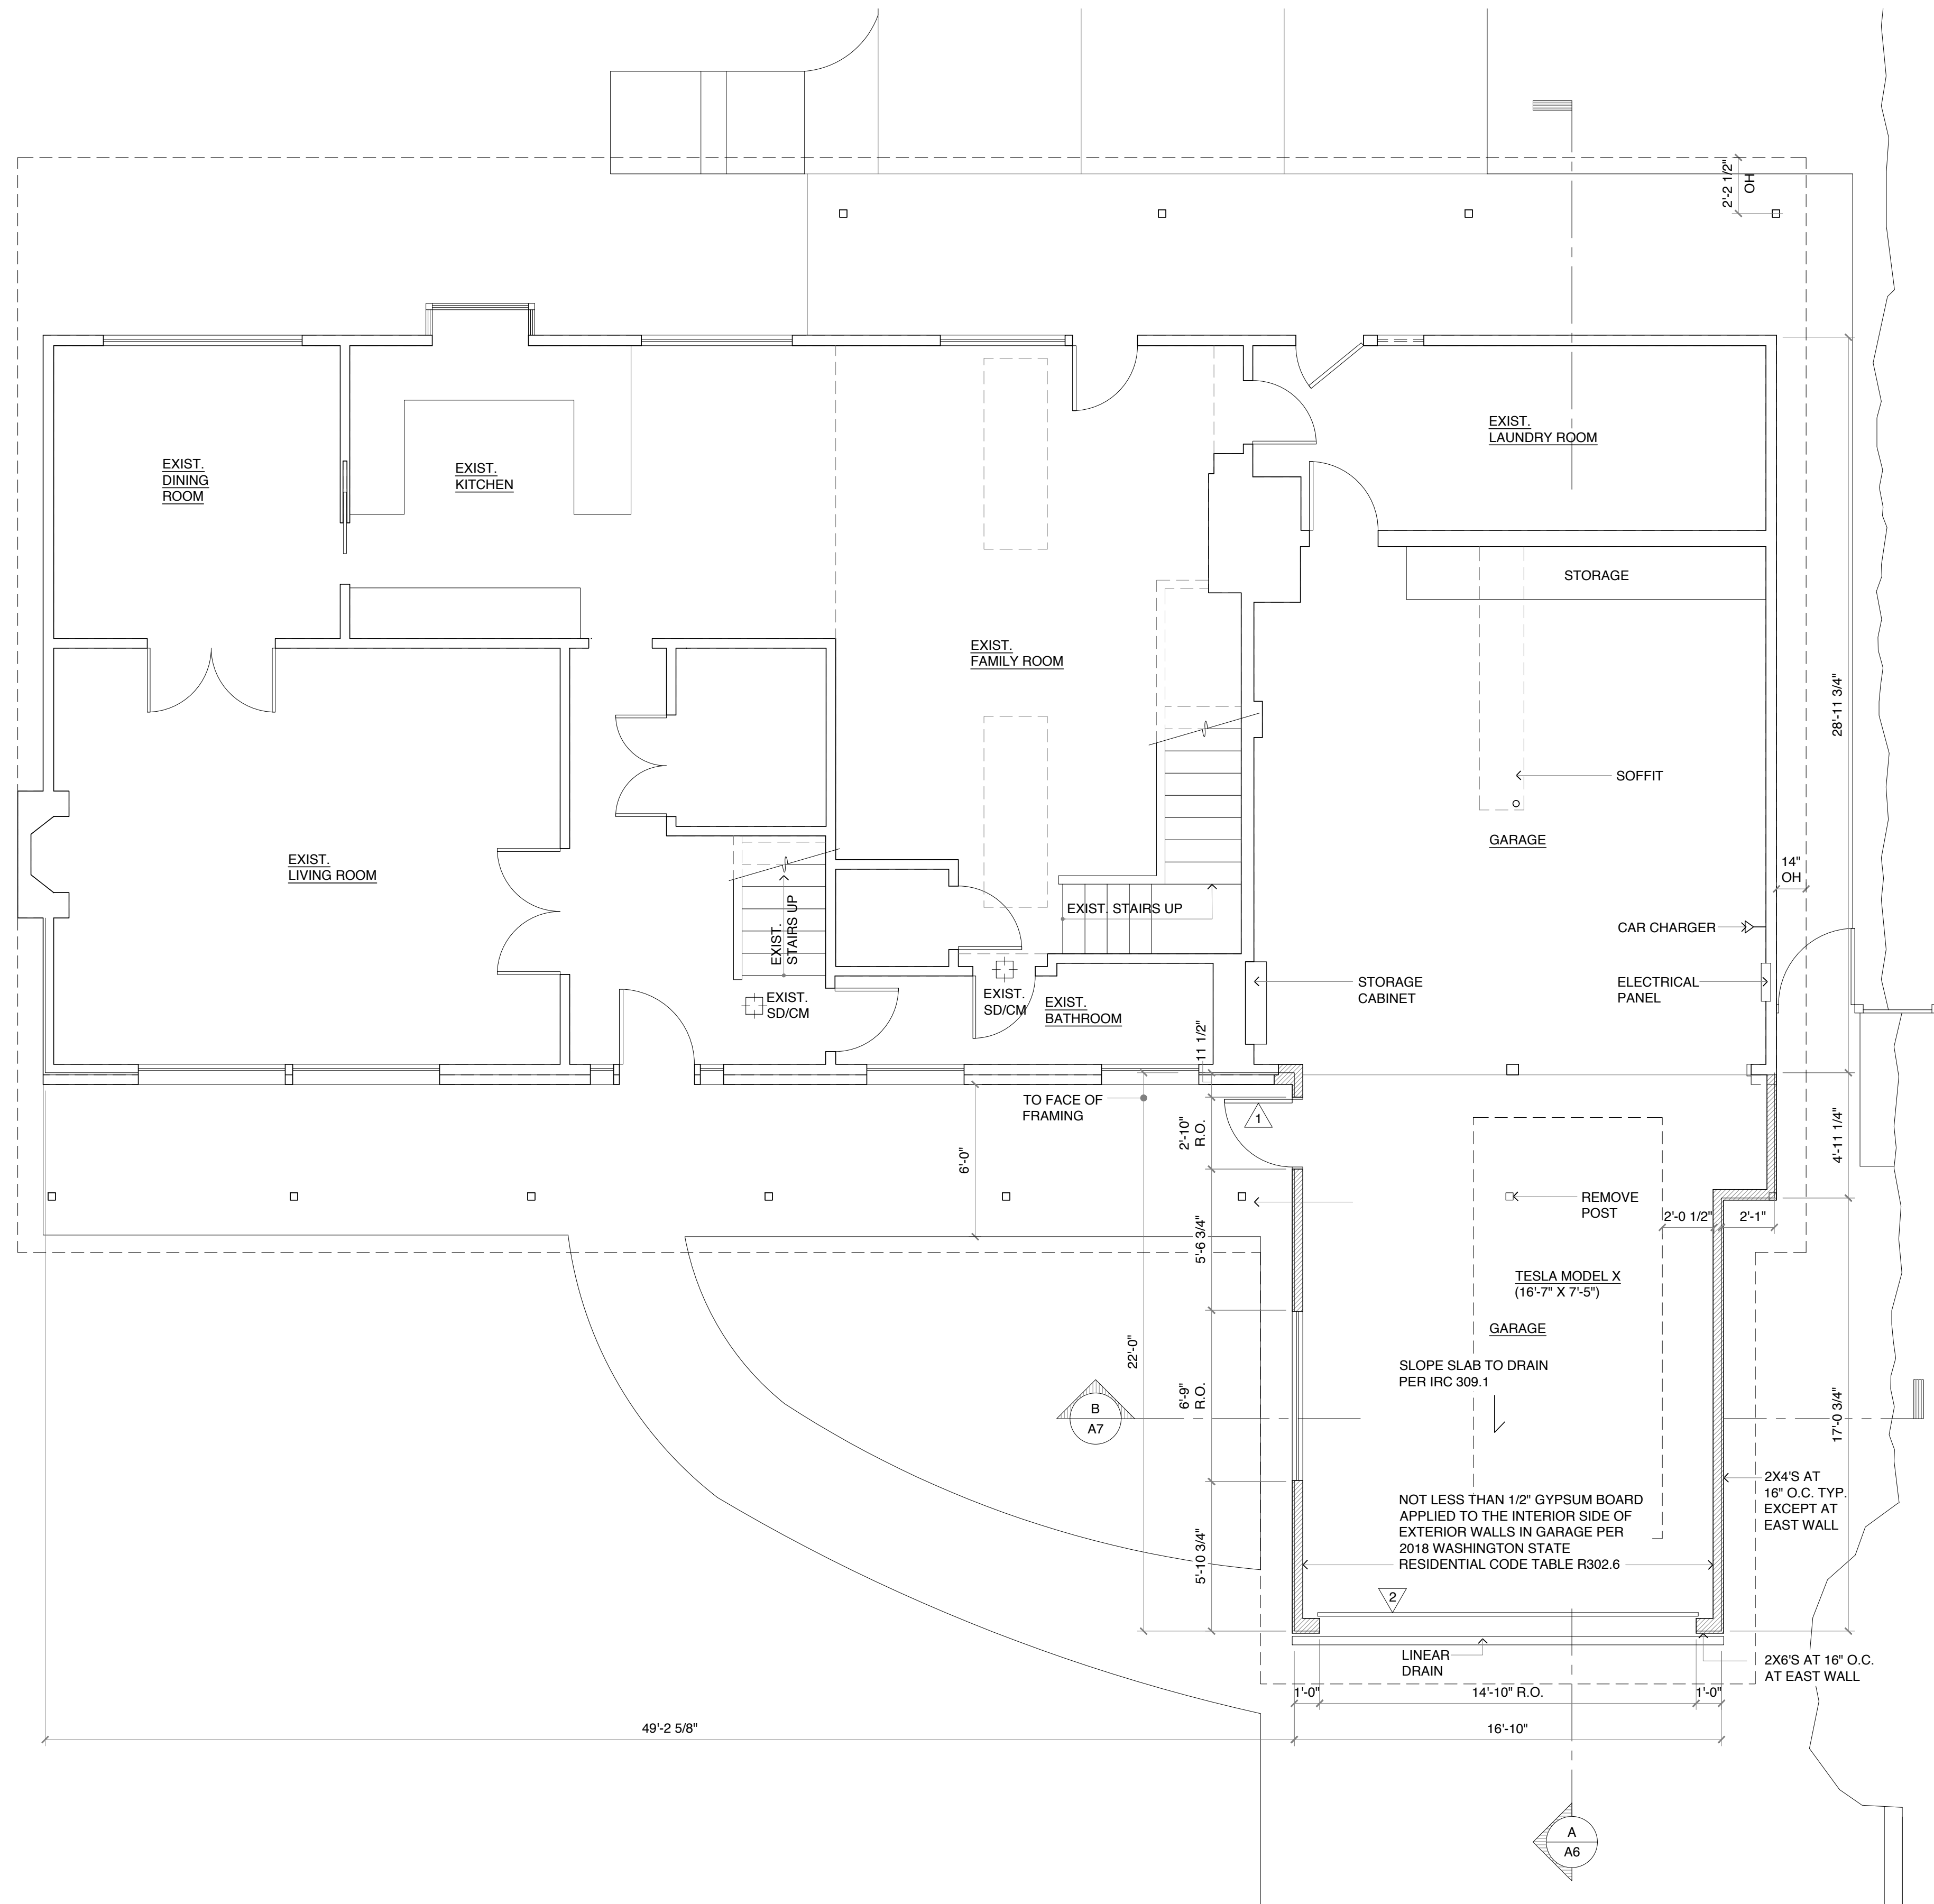 2'-2 1/2"
OH
EXIST.
LAUNDRY ROOM
EXIST.
DINING
ROOM
EXIST.
KITCHEN
STORAGE
EXIST.
FAMILY ROOM
28'-11 3/4"
SOFFIT
GARAGE
EXIST.
LIVING ROOM
14"
OH
EXIST.
STAIRS UP
EXIST. STAIRS UP
CAR CHARGER
STORAGE
CABINET
ELECTRICAL
PANEL
EXIST.
SD/CM
EXIST.
SD/CM
EXIST.
BATHROOM
11 1/2"
TO FACE OF
FRAMING
1
2'-10"
R.O.
4'-11 1/4"
6'-0"
REMOVE
POST
2'-0 1/2"
2'-1"
5'-6 3/4"
TESLA MODEL X
(16'-7" X 7'-5")
GARAGE
22'-0"
SLOPE SLAB TO DRAIN
PER IRC 309.1
6'-9"
R.O.
B
A7
17'-0 3/4"
2X4'S AT
16" O.C. TYP.
EXCEPT AT
EAST WALL
NOT LESS THAN 1/2" GYPSUM BOARD
APPLIED TO THE INTERIOR SIDE OF
EXTERIOR WALLS IN GARAGE PER
2018 WASHINGTON STATE
RESIDENTIAL CODE TABLE R302.6
5'-10 3/4"
2
LINEAR
DRAIN
2X6'S AT 16" O.C.
AT EAST WALL
1'-0"
14'-10" R.O.
1'-0"
49'-2 5/8"
16'-10"
A
A6